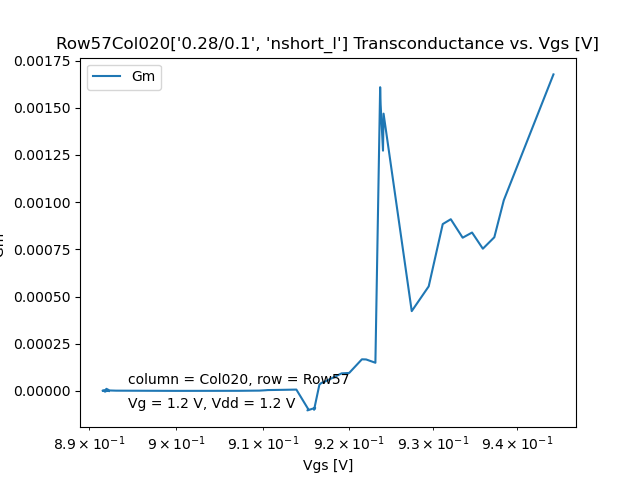 Row57Col020['0.28/0.1', 'nshort_l'] Transconductance vs. Vgs [V]
Gm
0.00175
0.00150
0.00125
0.00100
0.00075
0.00050
0.00025
0.00000
Gm
column = Col020, row = Row57
Vg = 1.2 V, Vdd = 1.2 V
8.9 × 10⁻¹ 9 × 10⁻¹ 9.1 × 10⁻¹ 9.2 × 10⁻¹ 9.3 × 10⁻¹ 9.4 × 10⁻¹
Vgs [V]